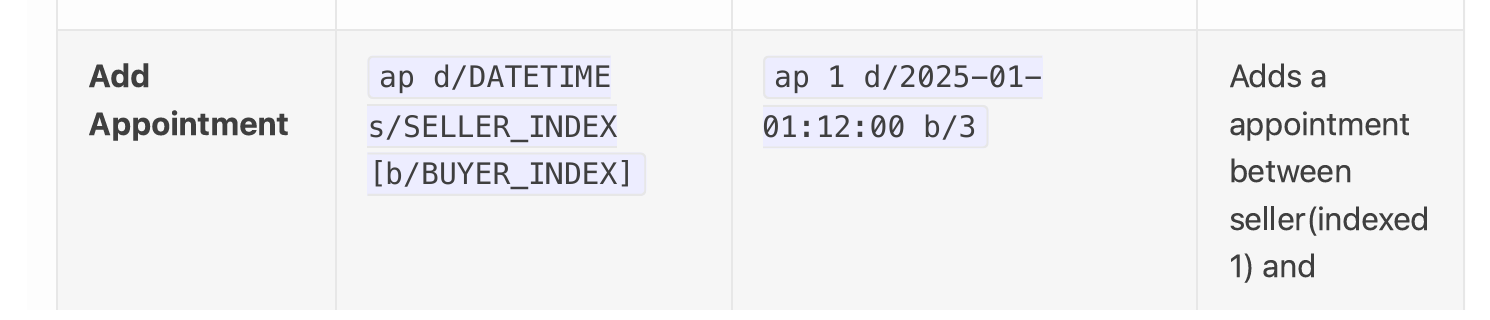 Add
Appointment
ap d/DATETIME
s/SELLER_INDEX
[b/BUYER_INDEX]
ap 1 d/2025-01-
01:12:00 b/3
Adds a
appointment
between
seller(indexed
1) and